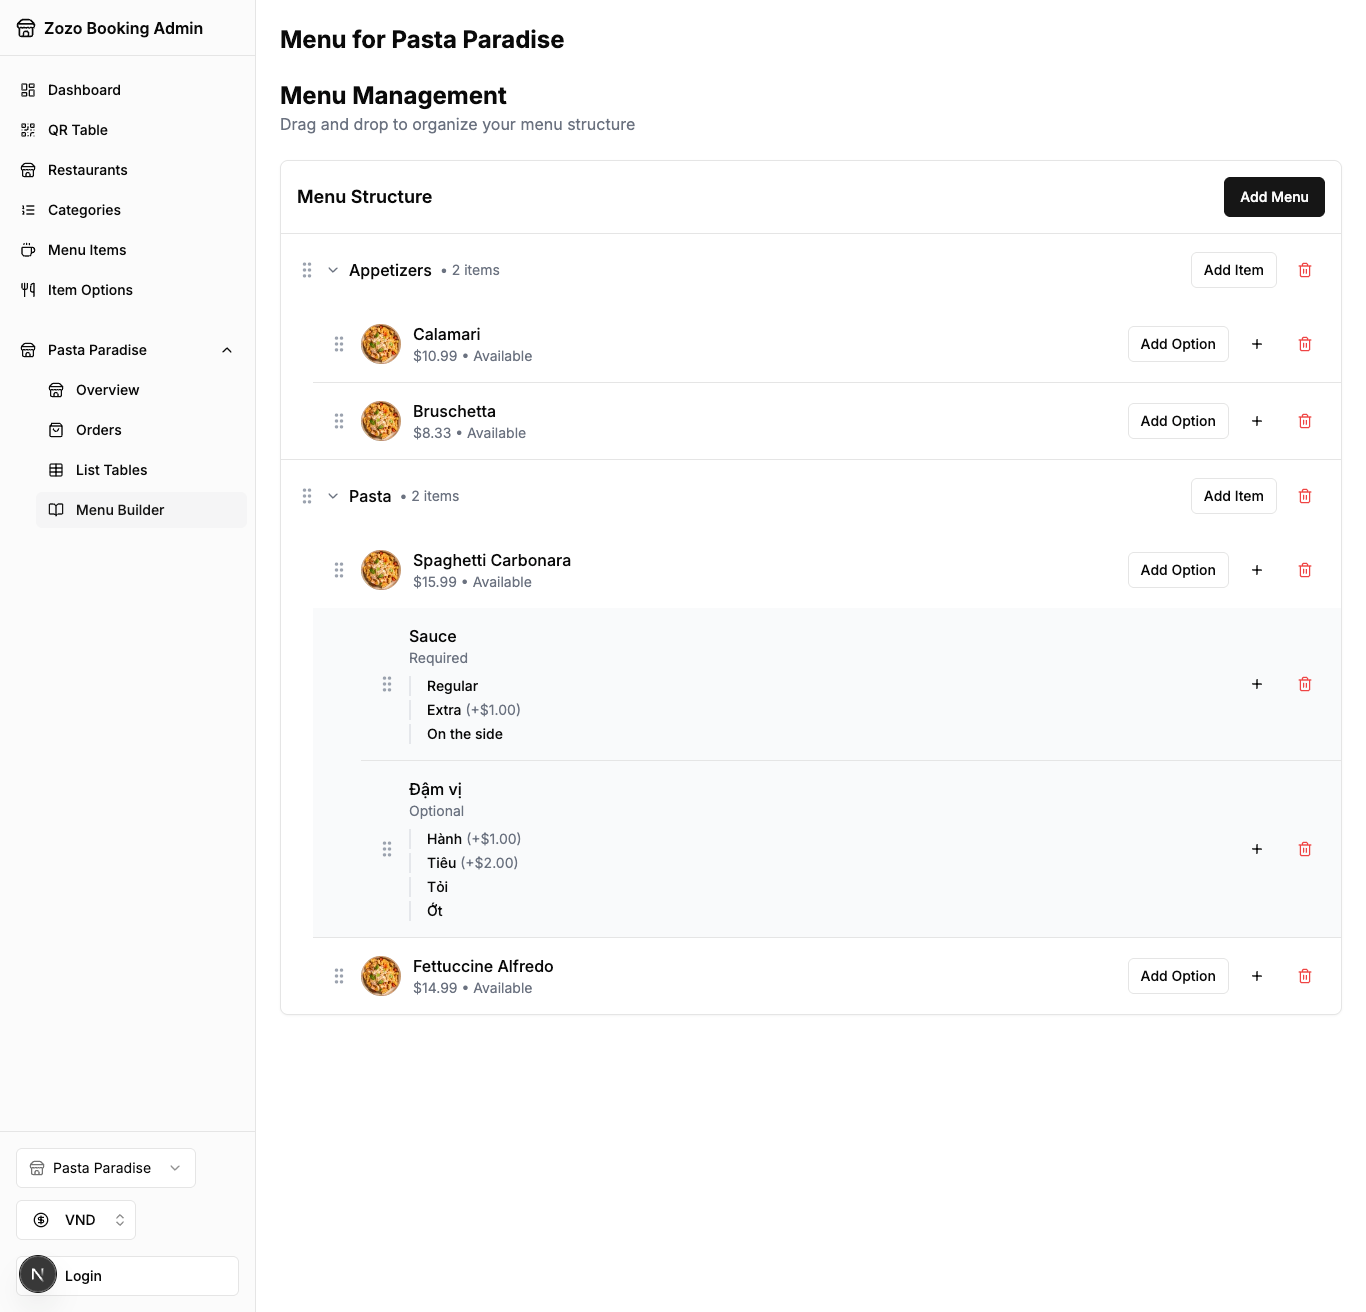 Zozo Booking Admin
Dashboard
QR Table
Restaurants
Categories
Menu Items
Item Options
Pasta Paradise
Overview
Orders
List Tables
Menu Builder
Pasta Paradise
VND
N
Login
Menu for Pasta Paradise
Menu Management
Drag and drop to organize your menu structure
Menu Structure
Add Menu
Appetizers • 2 items
Add Item
Calamari
$10.99 • Available
Add Option
Bruschetta
$8.33 • Available
Add Option
Pasta • 2 items
Add Item
Spaghetti Carbonara
$15.99 • Available
Add Option
Sauce
Required
Regular
Extra (+$1.00)
On the side
Đậm vị
Optional
Hành (+$1.00)
Tiêu (+$2.00)
Tỏi
Ớt
Fettuccine Alfredo
$14.99 • Available
Add Option